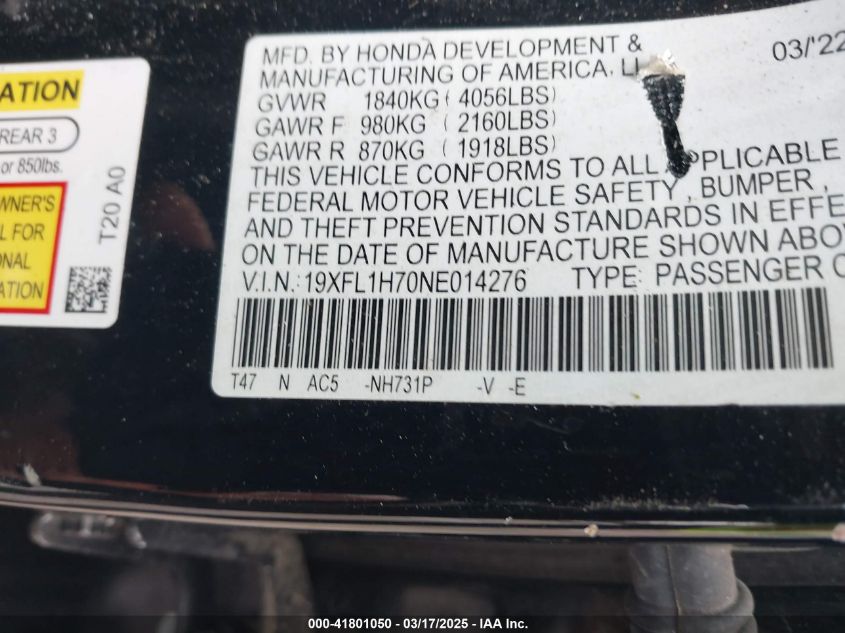 ATION
REAR 3
or 850lbs.
WNER'S
L FOR
ONAL
ATION
T20 A0
MFD. BY HONDA DEVELOPMENT & 03/'22
MANUFACTURING OF AMERICA, LL
GVWR 1840KG ( 4056LBS)
GAWR F 980KG ( 2160LBS)
GAWR R 870KG ( 1918LBS)
THIS VEHICLE CONFORMS TO ALL APPLICABLE
FEDERAL MOTOR VEHICLE SAFETY, BUMPER,
AND THEFT PREVENTION STANDARDS IN EFFE
ON THE DATE OF MANUFACTURE SHOWN ABO
V.I.N.: 19XFL1H70NE014276 TYPE: PASSENGER C
T47 N AC5 -NH731P -V -E
000-41801050 - 03/17/2025 - IAA Inc.